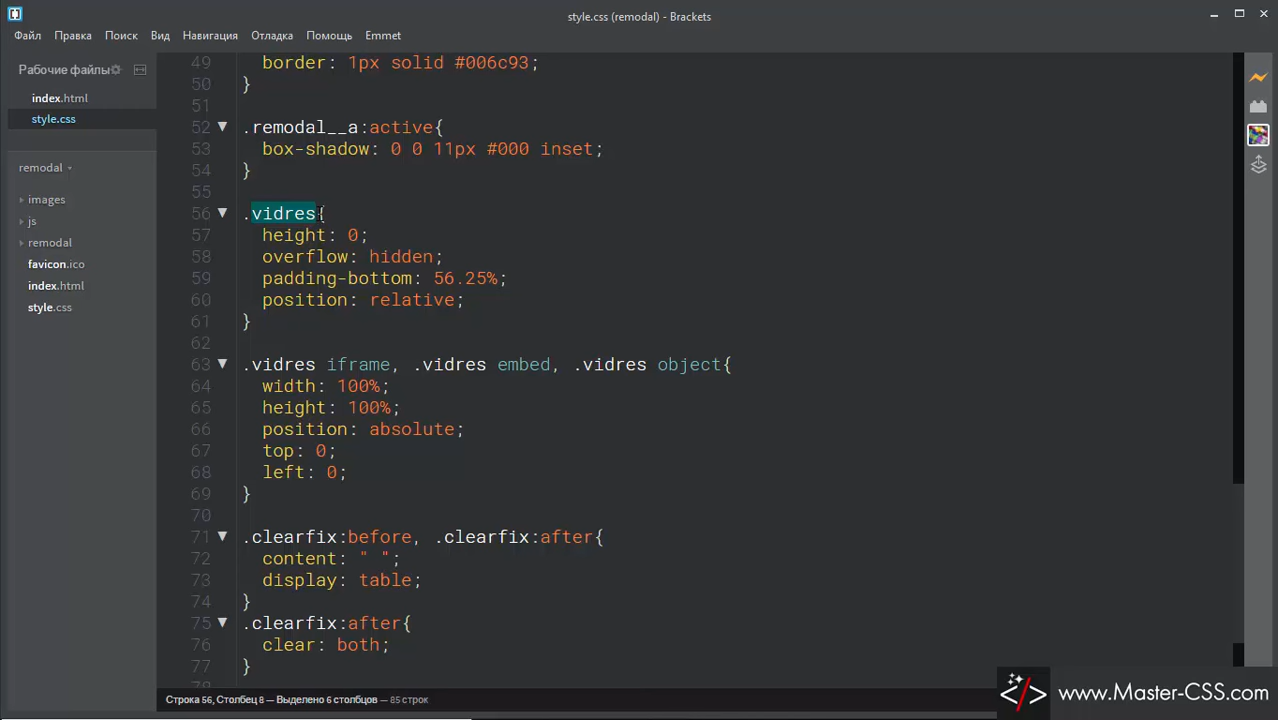 style.css (remodal) - Brackets
Файл Правка Поиск Вид Навигация Отладка Помощь Emmet
Рабочие файлы
index.html
style.css
remodal
images
js
remodal
favicon.ico
index.html
style.css
49 border: 1px solid #006c93;
50 }
51
52 .remodal__a:active{
53 box-shadow: 0 0 11px #000 inset;
54 }
55
56 .vidres{
57 height: 0;
58 overflow: hidden;
59 padding-bottom: 56.25%;
60 position: relative;
61 }
62
63 .vidres iframe, .vidres embed, .vidres object{
64 width: 100%;
65 height: 100%;
66 position: absolute;
67 top: 0;
68 left: 0;
69 }
70
71 .clearfix:before, .clearfix:after{
72 content: " ";
73 display: table;
74 }
75 .clearfix:after{
76 clear: both;
77 }
78
Строка 56, Столбец 8 — Выделено 6 столбцов — 85 строк
</> www.Master-CSS.com